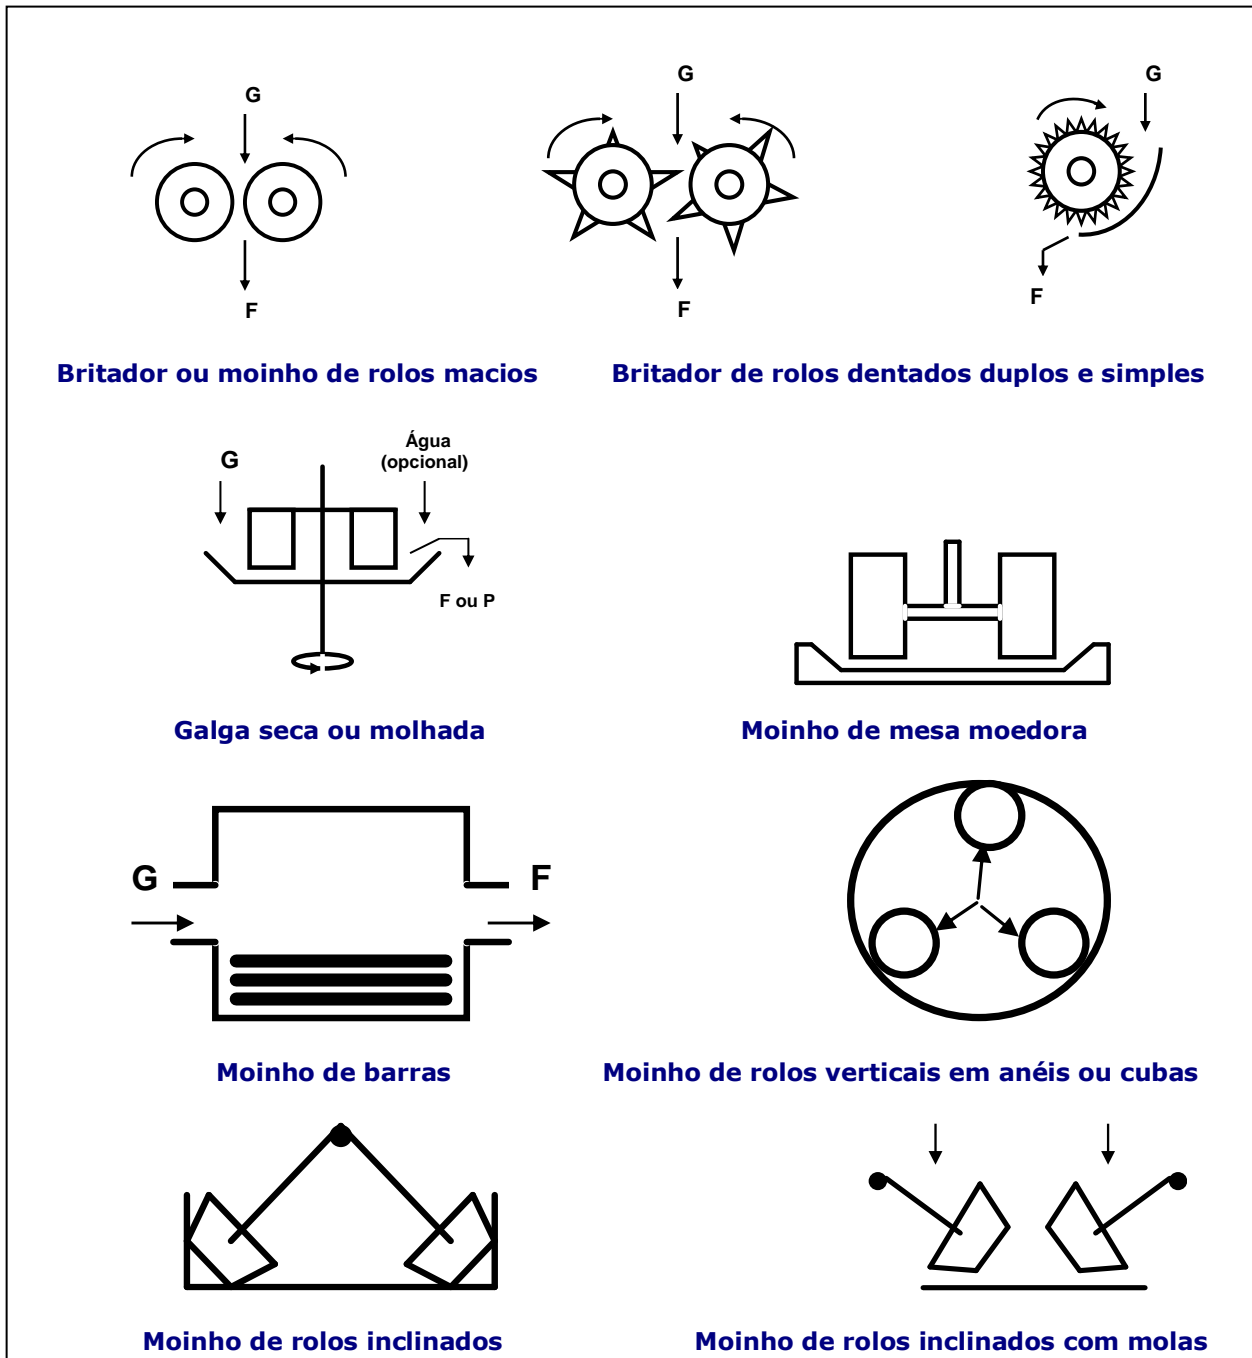 G
F
G
F
G
F
Britador ou moinho de rolos macios
Britador de rolos dentados duplos e simples
G
Água
(opcional)
F ou P
Galga seca ou molhada
Moinho de mesa moedora
G
F
Moinho de barras
Moinho de rolos verticais em anéis ou cubas
Moinho de rolos inclinados
Moinho de rolos inclinados com molas